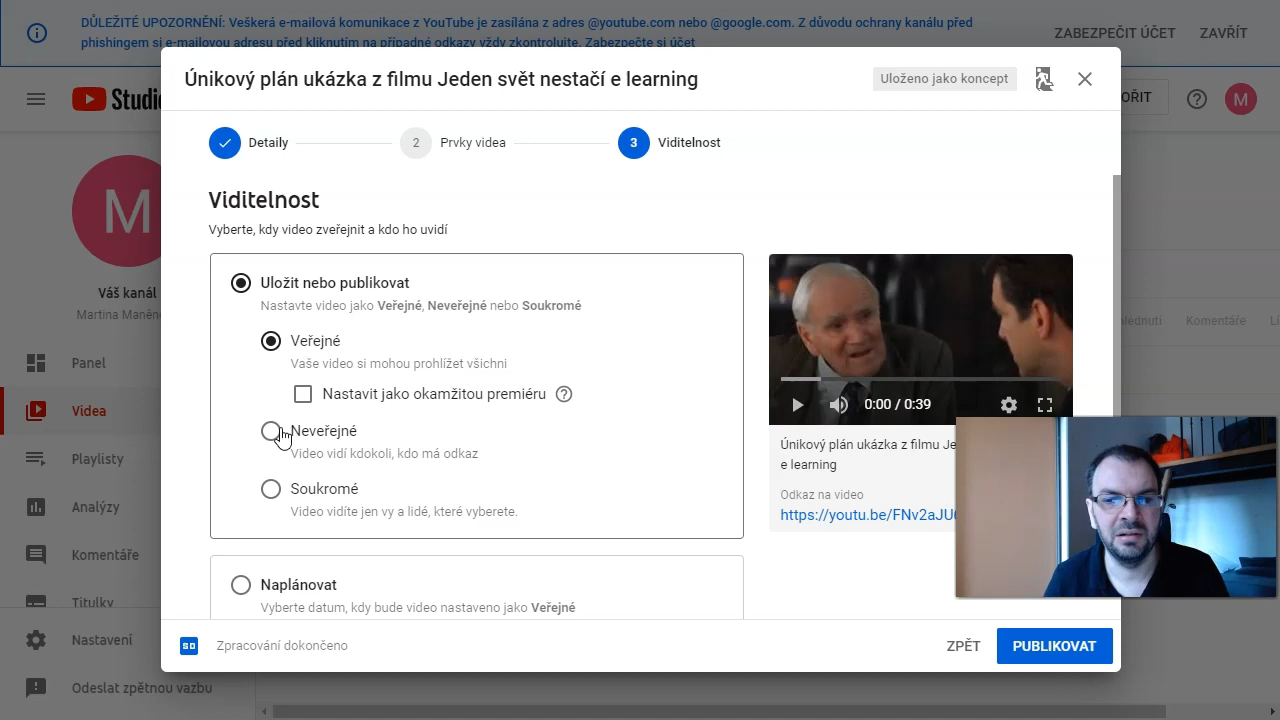 DŮLEŽITÉ UPOZORNĚNÍ: Veškerá e-mailová komunikace z YouTube je zasílána z adres @youtube.com nebo @google.com. Z důvodu ochrany kanálu před
phishingem si e-mailovou adresu před kliknutím na případné odkazy vždy zkontrolujte. Zabezpečte si účet
ZABEZPEČIT ÚČET
ZAVŘÍT
Únikový plán ukázka z filmu Jeden svět nestačí e learning
Uloženo jako koncept
Studio
OŘIT
M
Detaily
2
Prvky videa
3
Viditelnost
Viditelnost
Vyberte, kdy video zveřejnit a kdo ho uvidí
M
Váš kanál
Martina Maněn
Panel
Videa
Playlisty
Analýzy
Komentáře
Titulky
Nastavení
Odeslat zpětnou vazbu
Uložit nebo publikovat
Nastavte video jako Veřejné, Neveřejné nebo Soukromé
Veřejné
Vaše video si mohou prohlížet všichni
Nastavit jako okamžitou premiéru
Neveřejné
Video vidí kdokoli, kdo má odkaz
Soukromé
Video vidíte jen vy a lidé, které vyberete.
Naplánovat
Vyberte datum, kdy bude video nastaveno jako Veřejné
0:00 / 0:39
Únikový plán ukázka z filmu Je
e learning
Odkaz na video
https://youtu.be/FNv2aJU
hlédnutí
Komentáře
SD
Zpracování dokončeno
ZPĚT
PUBLIKOVAT